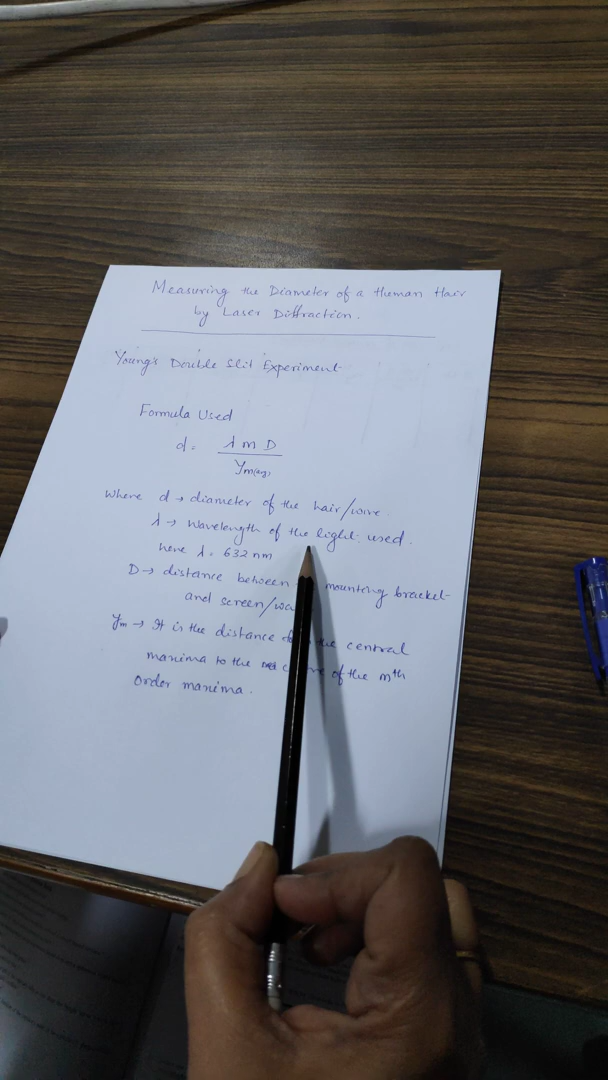 Measuring the Diameter of a Human Hair
by Laser Diffraction.
Young's Double Slit Experiment
Formula Used
d = λ m D / Ym(avg)
Where d → diameter of the hair/wire.
λ → wavelength of the light used.
here λ = 632 nm
D → distance between mounting bracket
and screen/
Ym → It is the distance the central
maxima to the of the mth
order maxima.